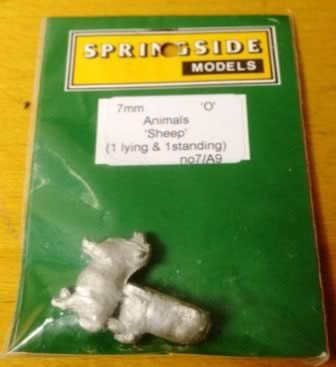 SPRINGSIDE
MODELS
7mm 'O'
Animals
'Sheep'
(1 lying & 1standing)
no7/A9